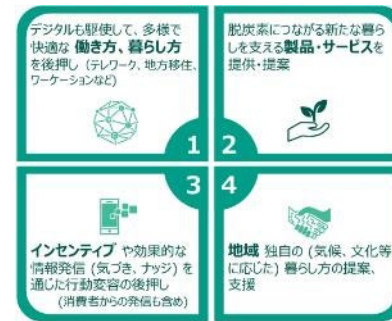 デジタルも駆使して、多様で
快適な 働き方、暮らし方
を後押し（テレワーク、地方移住、
ワーケーションなど）
1
脱炭素につながる新たな暮ら
しを支える製品・サービスを
提供・提案
2
3
インセンティブ や効果的な
情報発信（気づき、ナッジ）を
通じた行動変容の後押し
（消費者からの発信も含め）
4
地域 独自の（気候、文化等
に応じた）暮らし方の提案、
支援